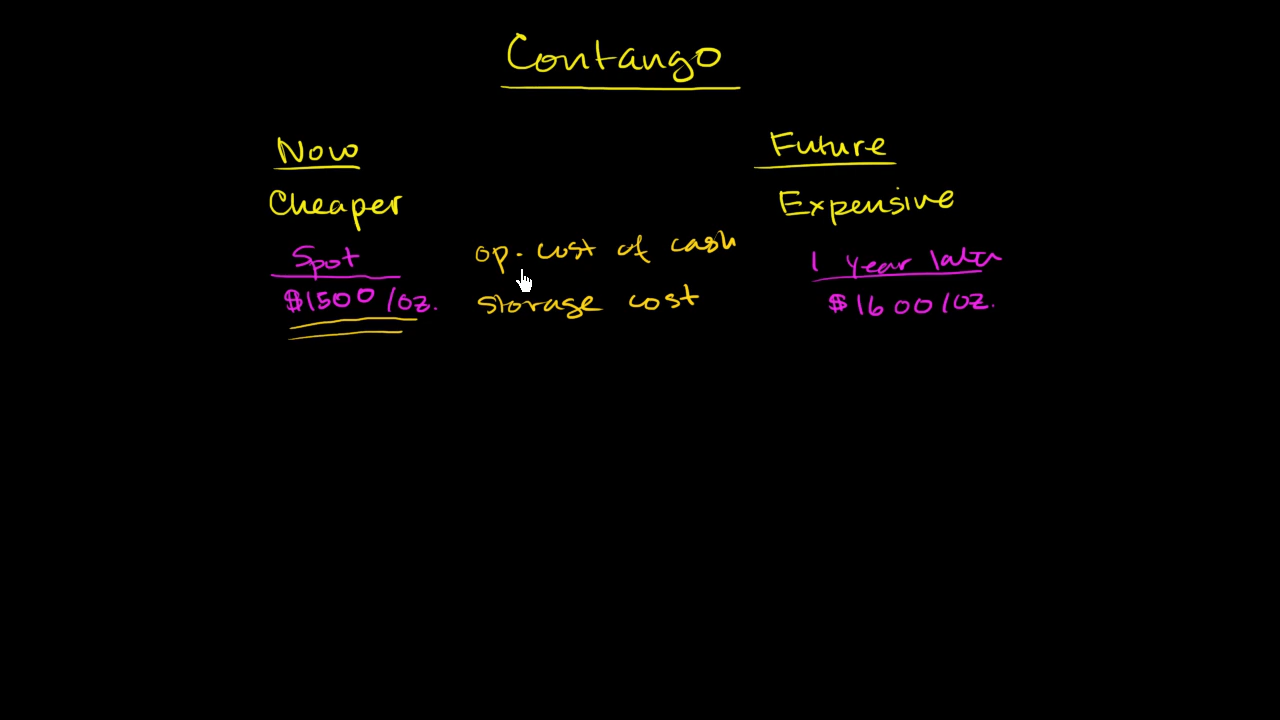 Contango
Now
Future
Cheaper
Expensive
Spot
op. cost of cash
1 year later
$1500/oz.
storage cost
$1600/oz.